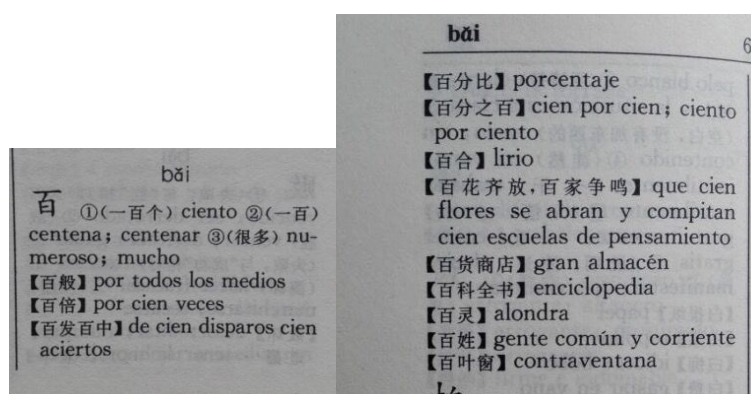 bǎi
百 ①(一百个) ciento ②(一百)
centena; centenar ③(很多) nu-
meroso; mucho
【百般】por todos los medios
【百倍】por cien veces
【百发百中】de cien disparos cien
aciertos
bǎi
6
【百分比】porcentaje
【百分之百】cien por cien; ciento
por ciento
【百合】lirio
【百花齐放,百家争鸣】que cien
flores se abran y compitan
cien escuelas de pensamiento
【百货商店】gran almacén
【百科全书】enciclopedia
【百灵】alondra
【百姓】gente común y corriente
【百叶窗】contraventana